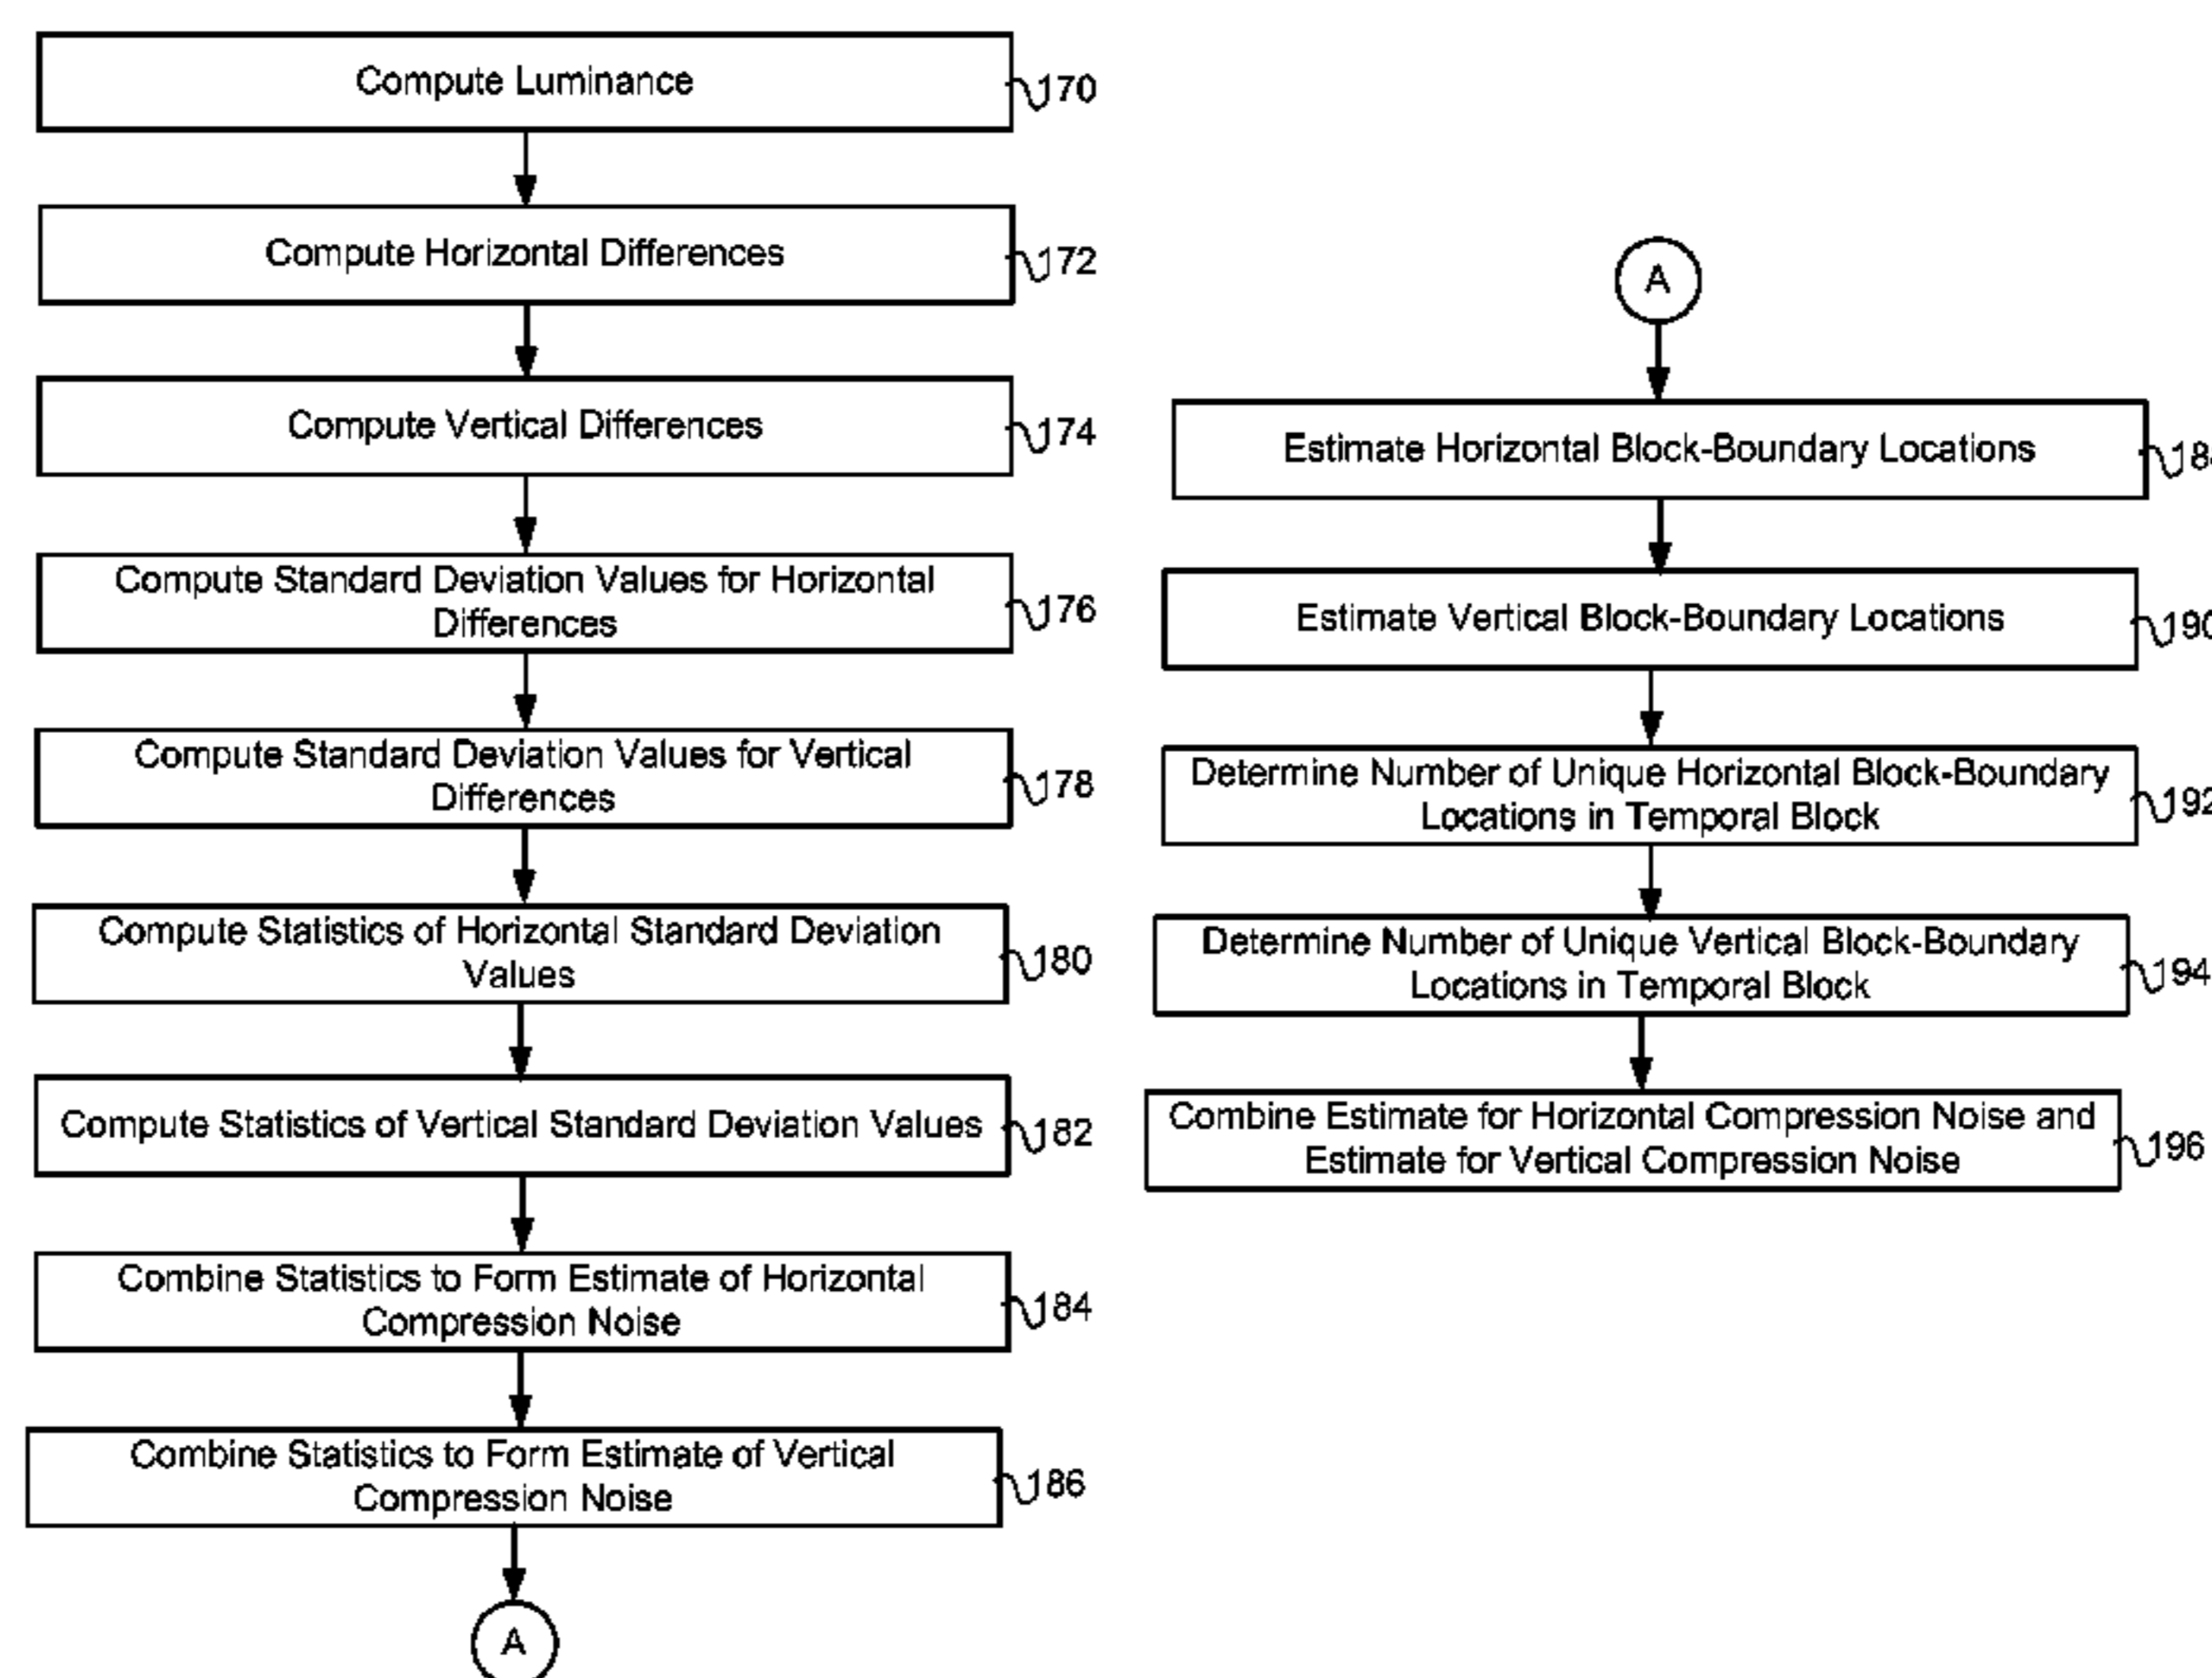 Compute Luminance
170
Compute Horizontal Differences
172
Compute Vertical Differences
174
Compute Standard Deviation Values for Horizontal
Differences
176
Compute Standard Deviation Values for Vertical
Differences
178
Compute Statistics of Horizontal Standard Deviation
Values
180
Compute Statistics of Vertical Standard Deviation Values
182
Combine Statistics to Form Estimate of Horizontal
Compression Noise
184
Combine Statistics to Form Estimate of Vertical
Compression Noise
186
A
A
Estimate Horizontal Block-Boundary Locations
Estimate Vertical Block-Boundary Locations
190
Determine Number of Unique Horizontal Block-Boundary
Locations in Temporal Block
192
Determine Number of Unique Vertical Block-Boundary
Locations in Temporal Block
194
Combine Estimate for Horizontal Compression Noise and
Estimate for Vertical Compression Noise
196